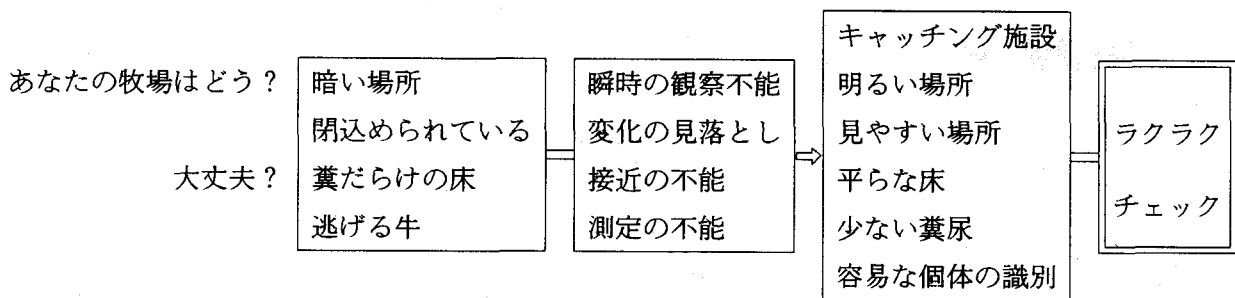 あなたの牧場はどう？
大丈夫？
暗い場所
閉込められている
糞だらけの床
逃げる牛
瞬時の観察不能
変化の見落とし
接近の不能
測定の不能
キャッチング施設
明るい場所
見やすい場所
平らな床
少ない糞尿
容易な個体の識別
ラクラク
チェック